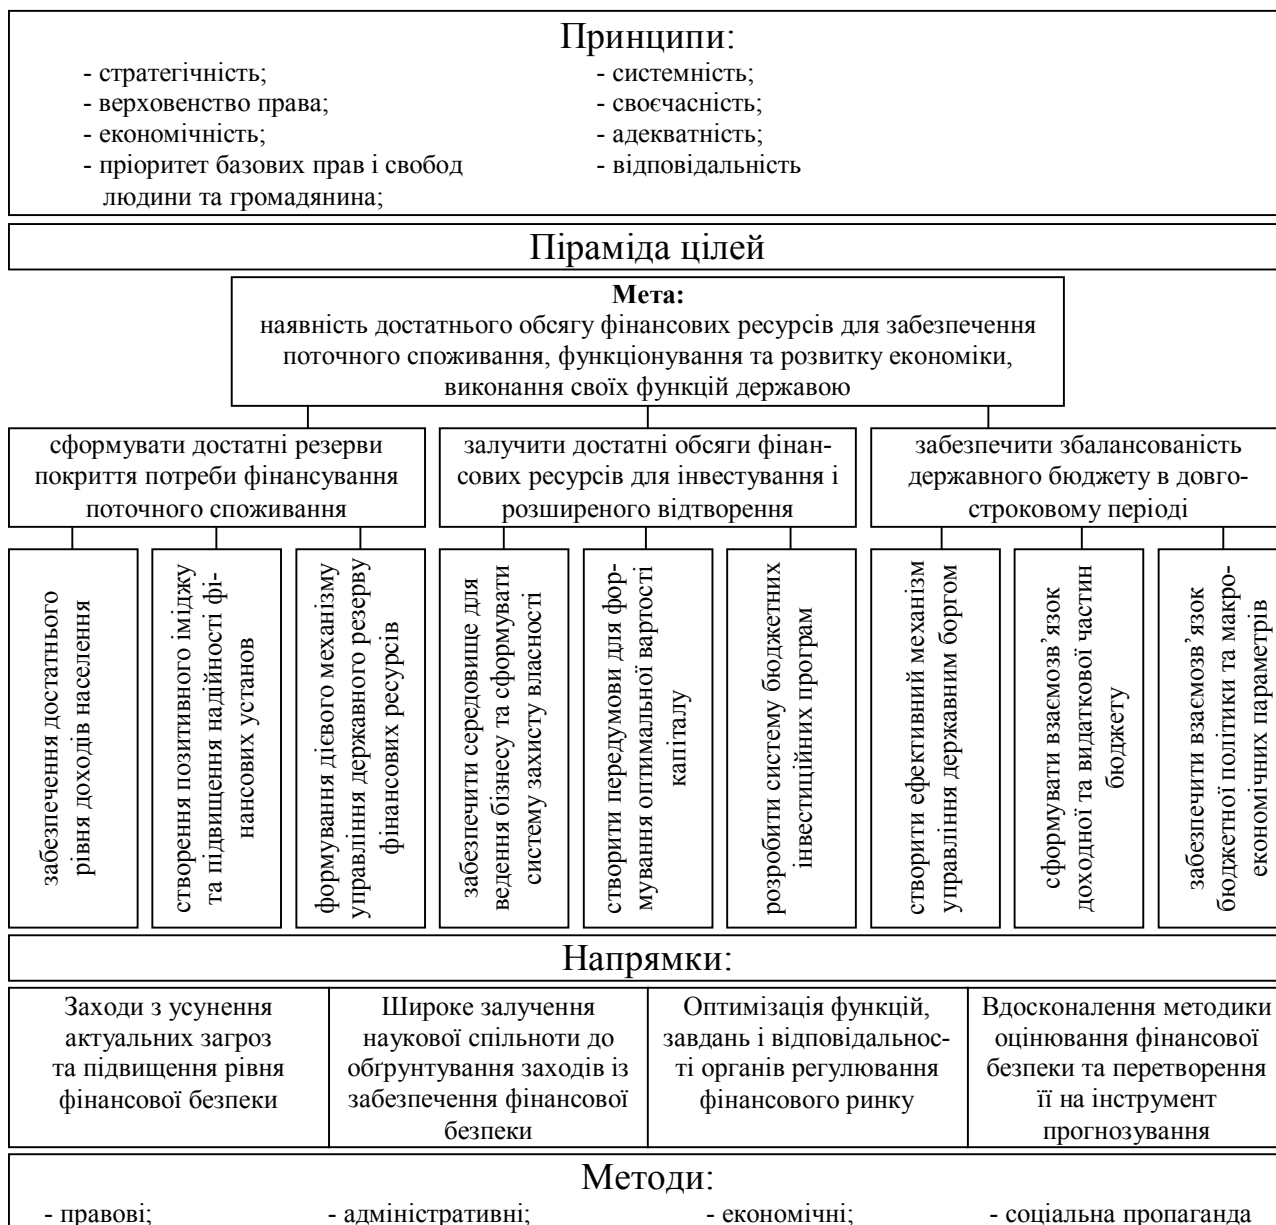 Принципи:
- стратегічність;
- верховенство права;
- економічність;
- пріоритет базових прав і свобод
людини та громадянина;
- системність;
- своєчасність;
- адекватність;
- відповідальність
Піраміда цілей
Мета:
наявність достатнього обсягу фінансових ресурсів для забезпечення
поточного споживання, функціонування та розвитку економіки,
виконання своїх функцій державою
сформувати достатні резерви
покриття потреби фінансування
поточного споживання
залучити достатні обсяги фінан-
сових ресурсів для інвестування і
розширеного відтворення
забезпечити збалансованість
державного бюджету в довго-
строковому періоді
забезпечення достатнього
рівня доходів населення
створення позитивного іміджу
та підвищення надійності фі-
нансових установ
формування дієвого механізму
управління державного резерву
фінансових ресурсів
забезпечити середовище для
ведення бізнесу та сформувати
систему захисту власності
створити передумови для фор-
мування оптимальної вартості
капіталу
розробити систему бюджетних
інвестиційних програм
створити ефективний механізм
управління державним боргом
сформувати взаємозв’язок
доходної та видаткової частин
бюджету
забезпечити взаємозв’язок
бюджетної політики та макро-
економічних параметрів
Напрямки:
Заходи з усунення
актуальних загроз
та підвищення рівня
фінансової безпеки
Широке залучення
наукової спільноти до
обґрунтування заходів із
забезпечення фінансової
безпеки
Оптимізація функцій,
завдань і відповідальнос-
ті органів регулювання
фінансового ринку
Вдосконалення методики
оцінювання фінансової
безпеки та перетворення
її на інструмент
прогнозування
Методи:
- правові;
- адміністративні;
- економічні;
- соціальна пропаганда